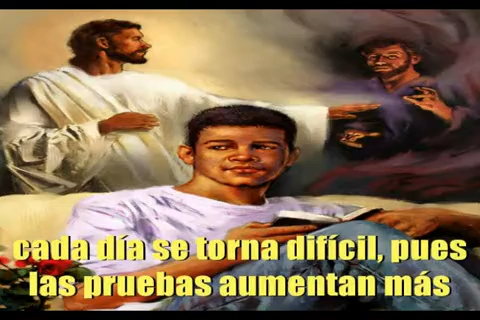 cada día se torna difícil, pues
las pruebas aumentan más